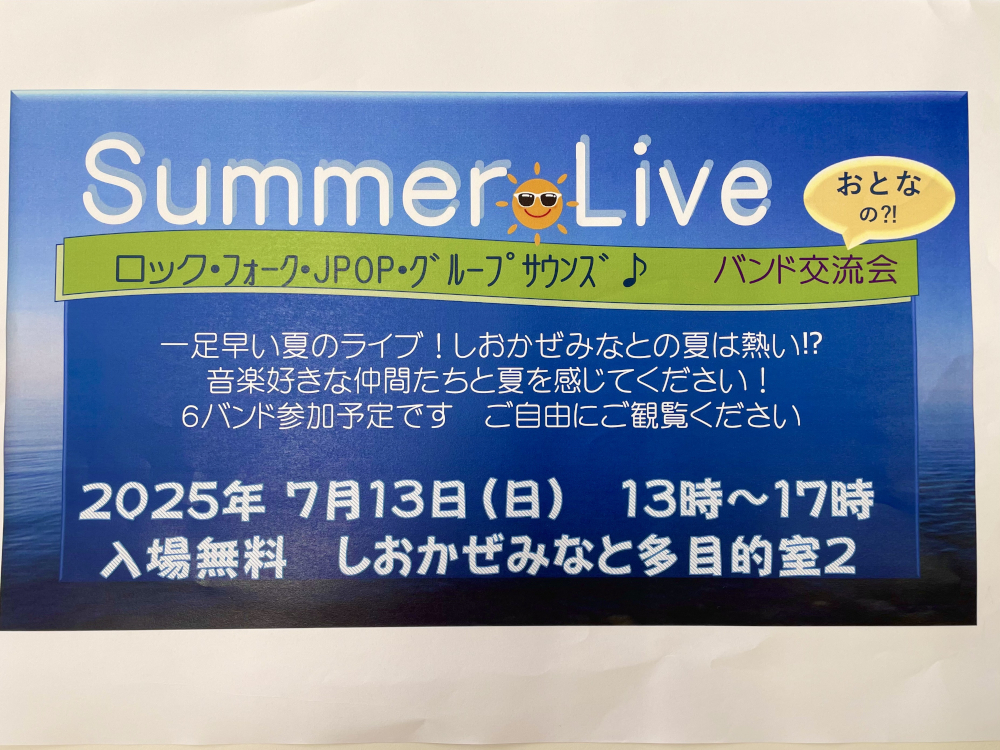 Summer Live
おとな
の⁈
ロック・フォーク・JPOP・グループサウンズ♪ バンド交流会
一足早い夏のライブ！しおかぜみなとの夏は熱い⁉
音楽好きな仲間たちと夏を感じてください！
6バンド参加予定です ご自由にご観覧ください
2025年 7月13日(日) 13時～17時
入場無料 しおかぜみなと多目的室2